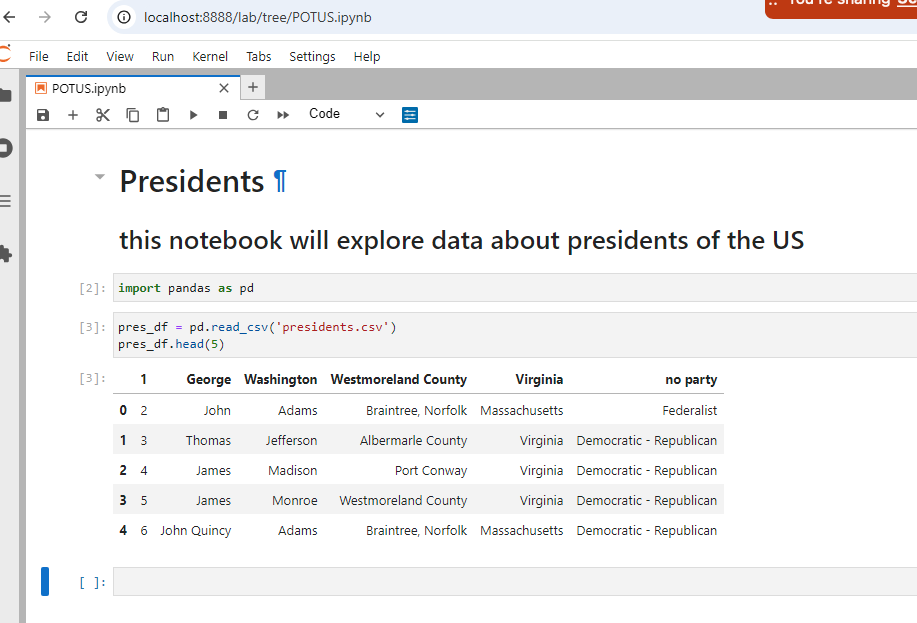 localhost:8888/lab/tree/POTUS.ipynb
You're sharing
File Edit View Run Kernel Tabs Settings Help
POTUS.ipynb
Code
Presidents ¶
this notebook will explore data about presidents of the US
[2]: import pandas as pd
[3]: pres_df = pd.read_csv('presidents.csv')
pres_df.head(5)
[3]: 1 George Washington Westmoreland County Virginia no party
0 2 John Adams Braintree, Norfolk Massachusetts Federalist
1 3 Thomas Jefferson Albermarle County Virginia Democratic - Republican
2 4 James Madison Port Conway Virginia Democratic - Republican
3 5 James Monroe Westmoreland County Virginia Democratic - Republican
4 6 John Quincy Adams Braintree, Norfolk Massachusetts Democratic - Republican
[ ]: